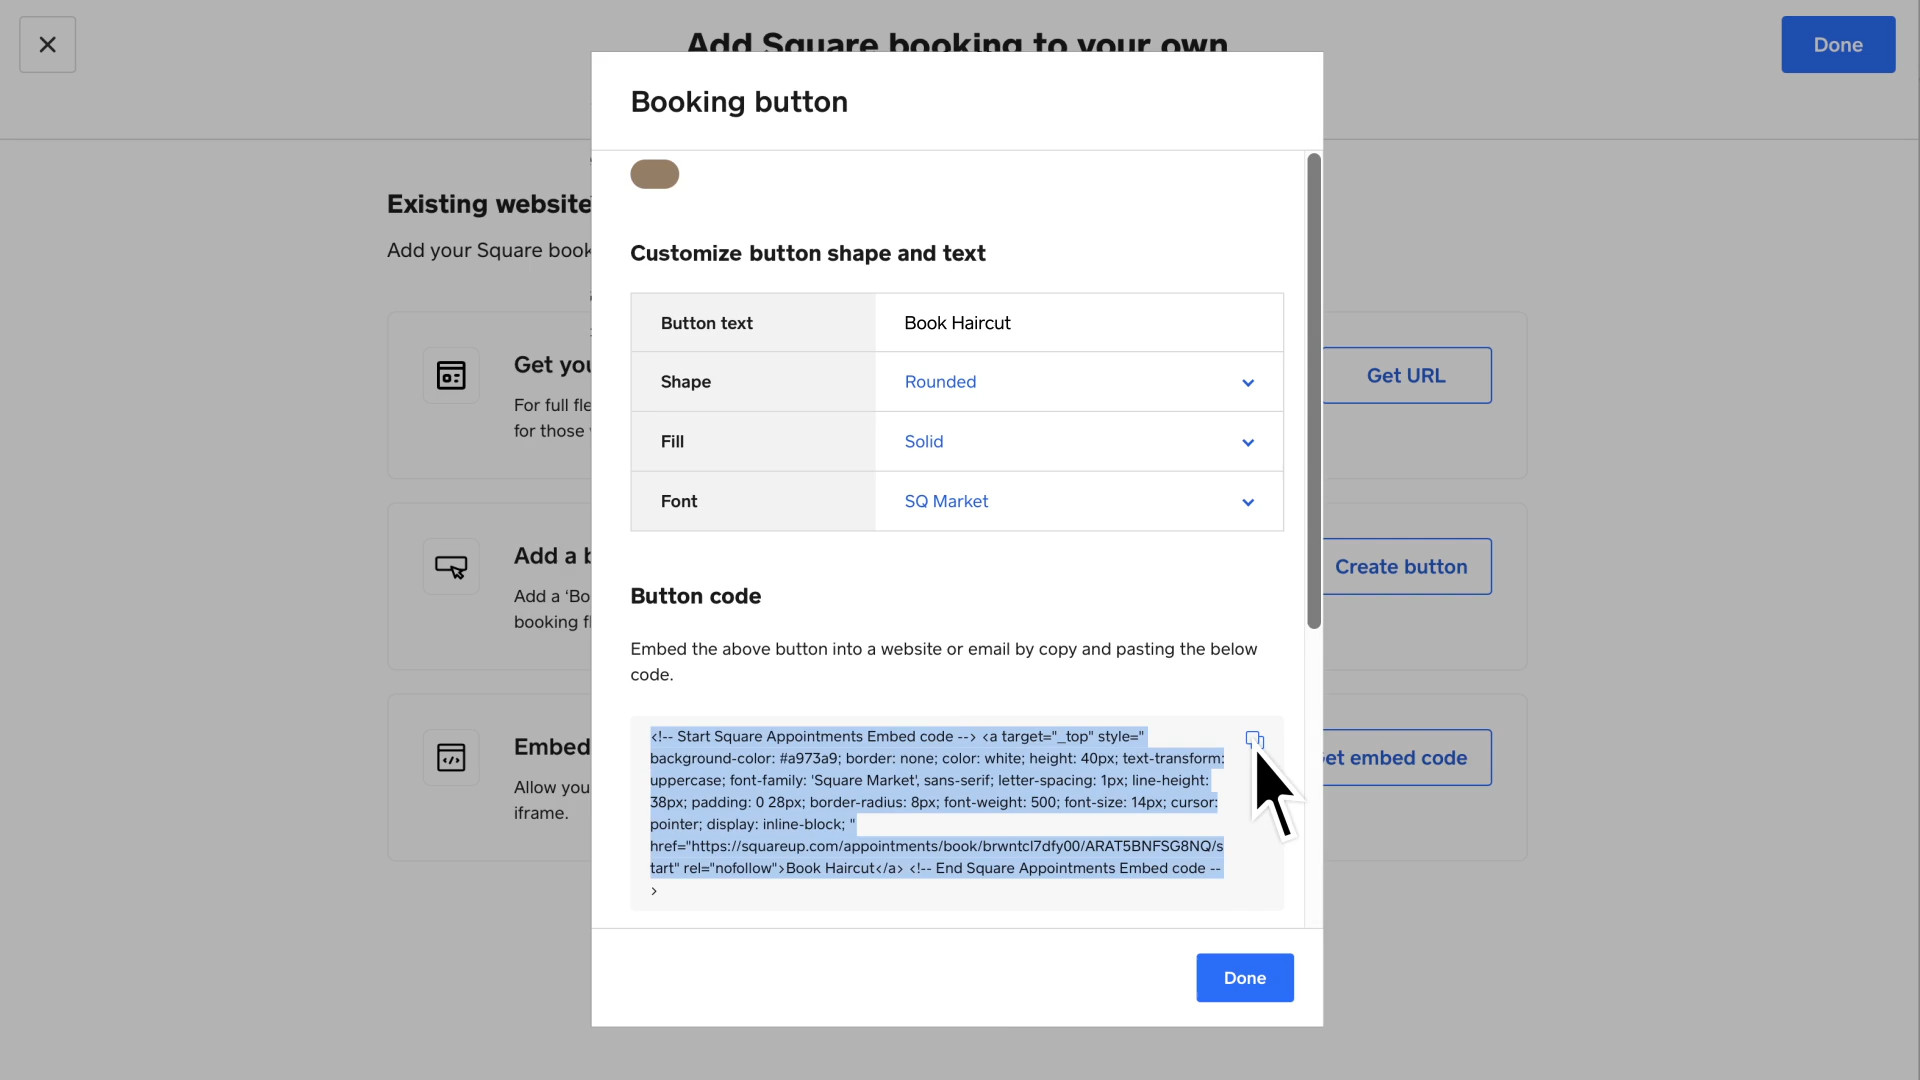 Add Square booking to your own
Done
Booking button
Existing website
Add your Square book
Customize button shape and text
Button text
Book Haircut
Shape
Rounded
Fill
Solid
Font
SQ Market
Get you
For full fle
for those
Get URL
Add a b
Add a ‘Bo
booking f
Create button
Button code
Embed the above button into a website or email by copy and pasting the below
code.
<!-- Start Square Appointments Embed code --> <a target="_top" style="
background-color: #a973a9; border: none; color: white; height: 40px; text-transform:
uppercase; font-family: 'Square Market', sans-serif; letter-spacing: 1px; line-height:
38px; padding: 0 28px; border-radius: 8px; font-weight: 500; font-size: 14px; cursor:
pointer; display: inline-block; "
href="https://squareup.com/appointments/book/brwntcl7dfy00/ARAT5BNFSG8NQ/s
tart" rel="nofollow">Book Haircut</a> <!-- End Square Appointments Embed code --
>
Embed
Allow you
iframe.
et embed code
Done